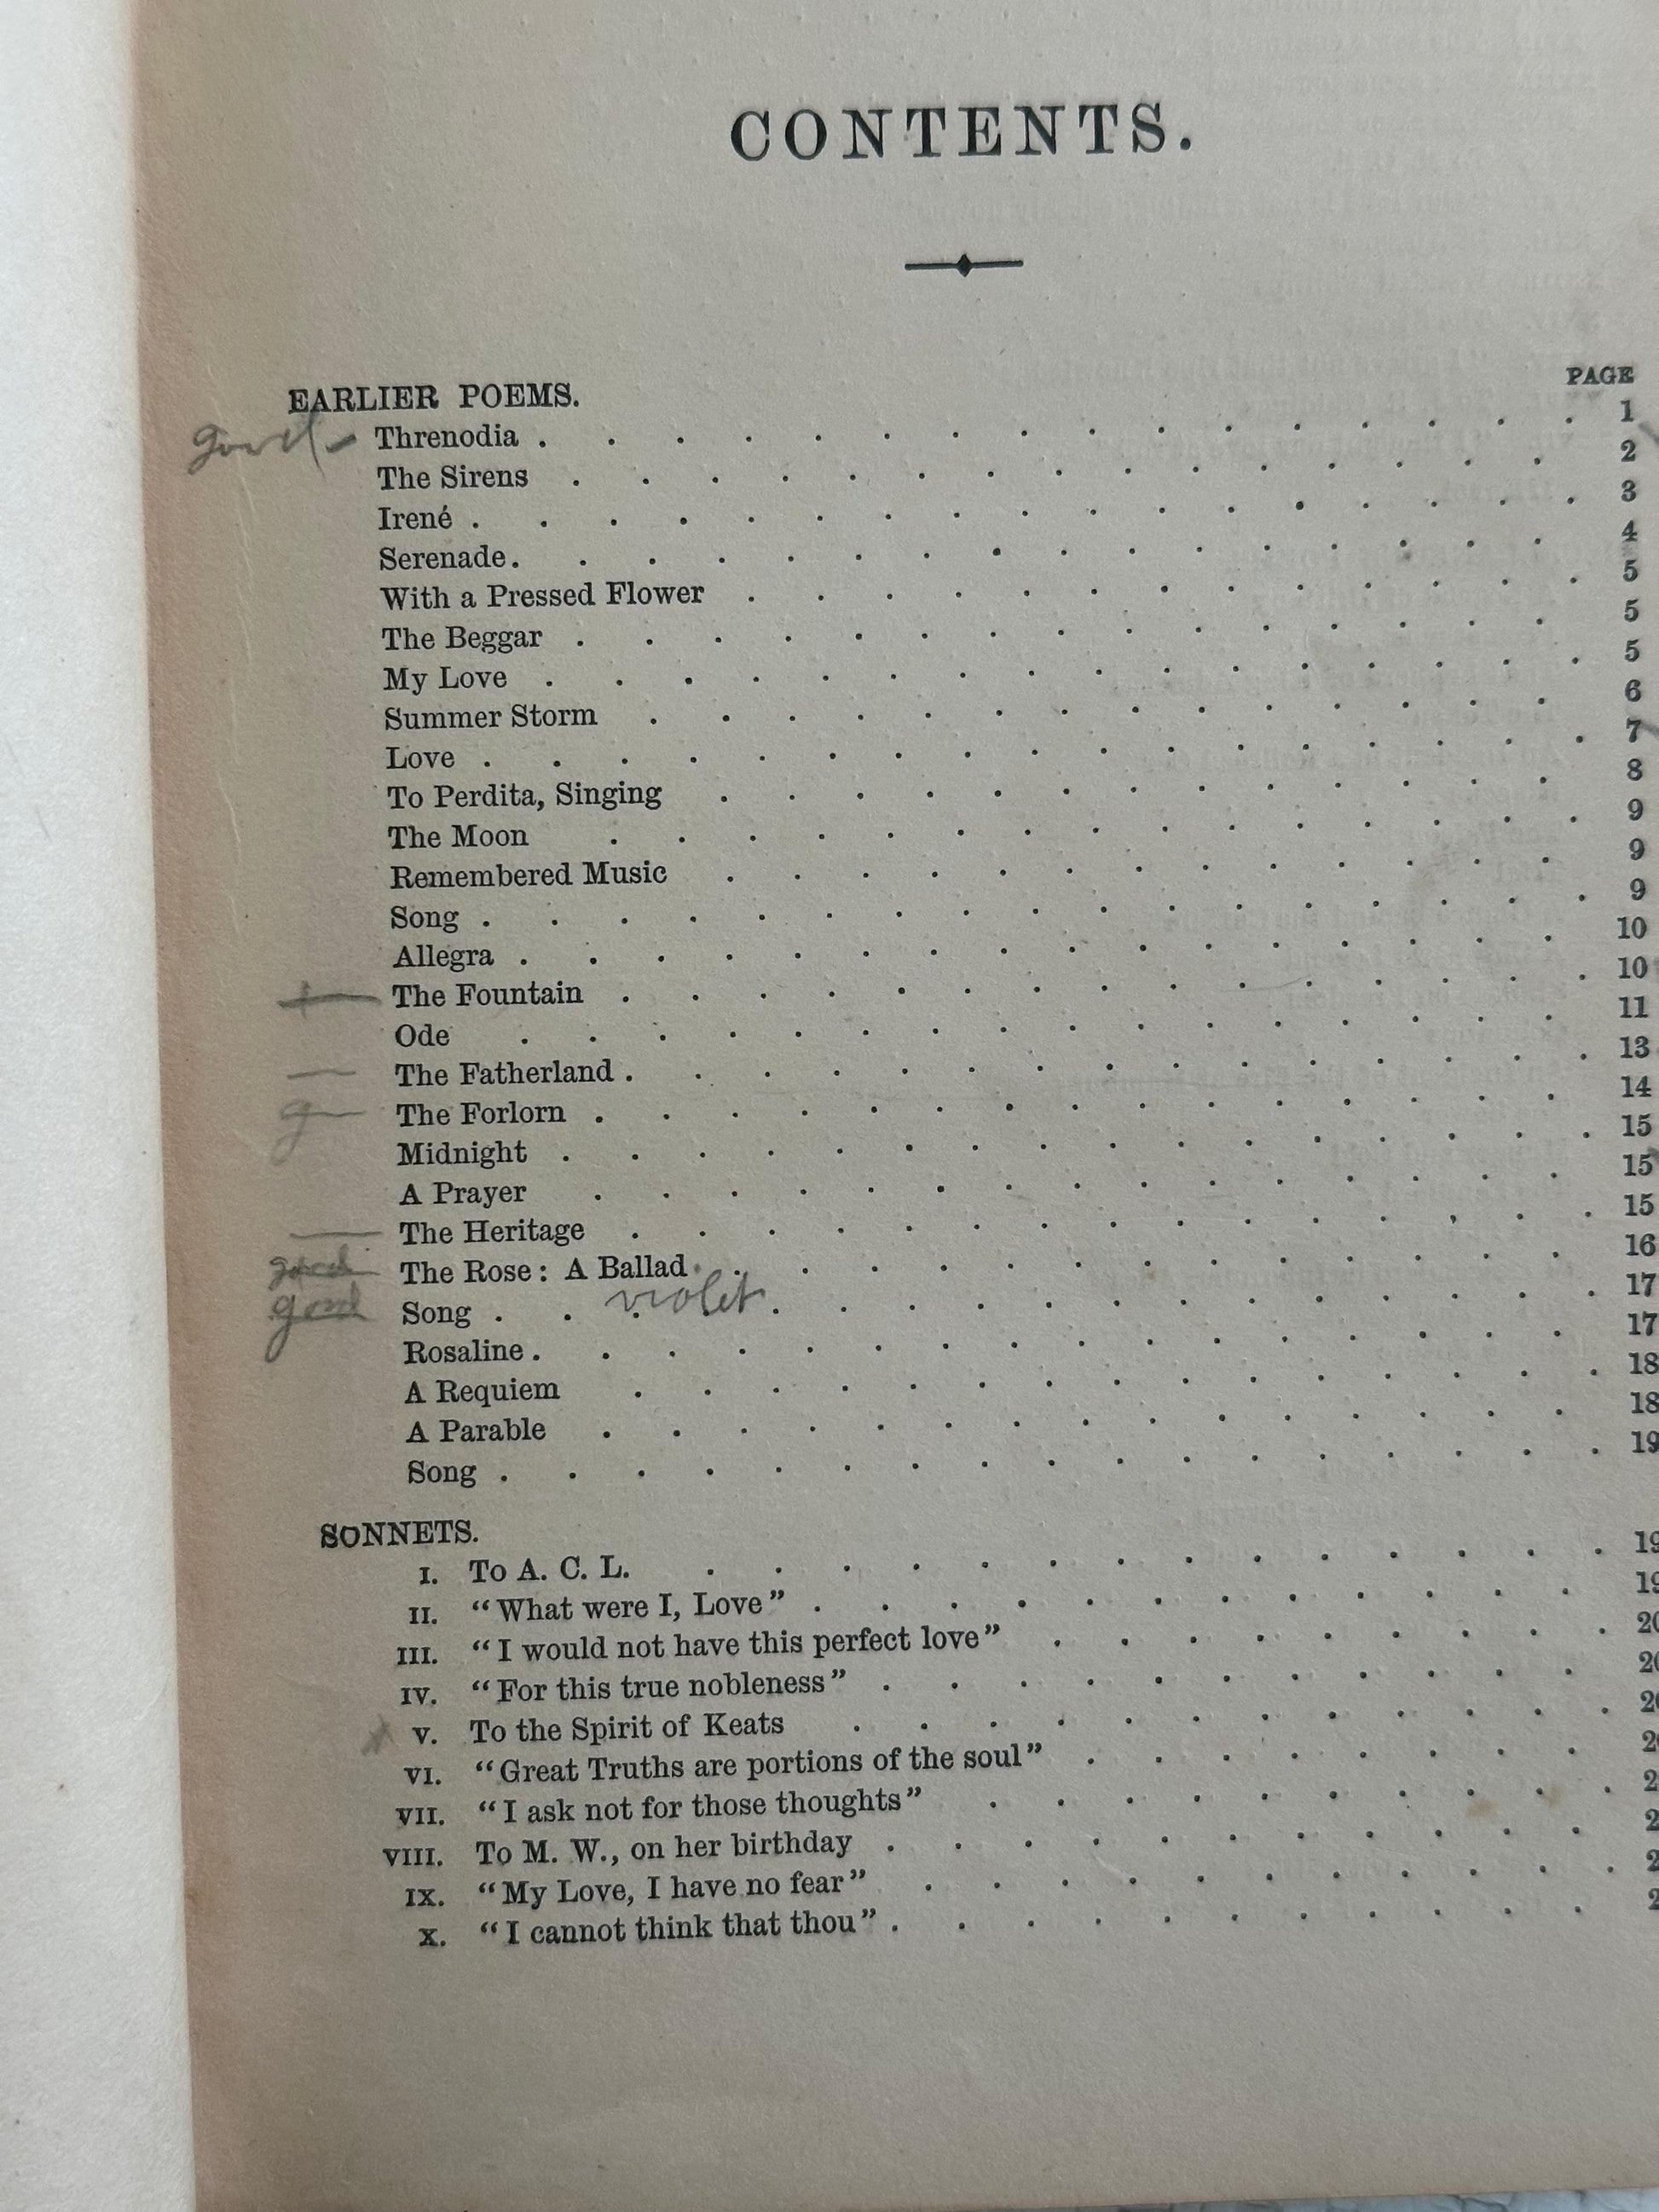 CONTENTS.
PAGE
EARLIER POEMS.
good Threnodia . . . . . . . . . . . . . . . . 1
The Sirens . . . . . . . . . . . . . . . 2
Irené . . . . . . . . . . . . . . . . . 3
Serenade. . . . . . . . . . . . . . . . 4
With a Pressed Flower . . . . . . . . . . . . . 5
The Beggar . . . . . . . . . . . . . . . 5
My Love . . . . . . . . . . . . . . . . 5
Summer Storm . . . . . . . . . . . . . . 6
Love . . . . . . . . . . . . . . . . . 7
To Perdita, Singing . . . . . . . . . . . . . 8
The Moon . . . . . . . . . . . . . . . 9
Remembered Music . . . . . . . . . . . . . 9
Song . . . . . . . . . . . . . . . . . 9
Allegra . . . . . . . . . . . . . . . . 10
The Fountain . . . . . . . . . . . . . . . 10
Ode . . . . . . . . . . . . . . . . 11
The Fatherland . . . . . . . . . . . . . . . 13
g The Forlorn . . . . . . . . . . . . . . . 14
Midnight . . . . . . . . . . . . . . . . 15
A Prayer . . . . . . . . . . . . . . . 15
The Heritage . . . . . . . . . . . . . . . 15
good The Rose: A Ballad . . . . . . . . . . . . . . 16
good Song . . violet . . . . . . . . . . . . . . 17
Rosaline . . . . . . . . . . . . . . . . 17
A Requiem . . . . . . . . . . . . . . . 18
A Parable . . . . . . . . . . . . . . . 18
Song . . . . . . . . . . . . . . . . . 19
SONNETS.
I. To A. C. L. . . . . . . . . . . . . . . 19
II. “What were I, Love” . . . . . . . . . . . . 19
III. “I would not have this perfect love” . . . . . . . . .
IV. “For this true nobleness” . . . . . . . . . . .
V. To the Spirit of Keats . . . . . . . . . . . .
VI. “Great Truths are portions of the soul” . . . . . . . .
VII. “I ask not for those thoughts” . . . . . . . . . .
VIII. To M. W., on her birthday . . . . . . . . . . .
IX. “My Love, I have no fear” . . . . . . . . . . .
X. “I cannot think that thou” . . . . . . . . . . .